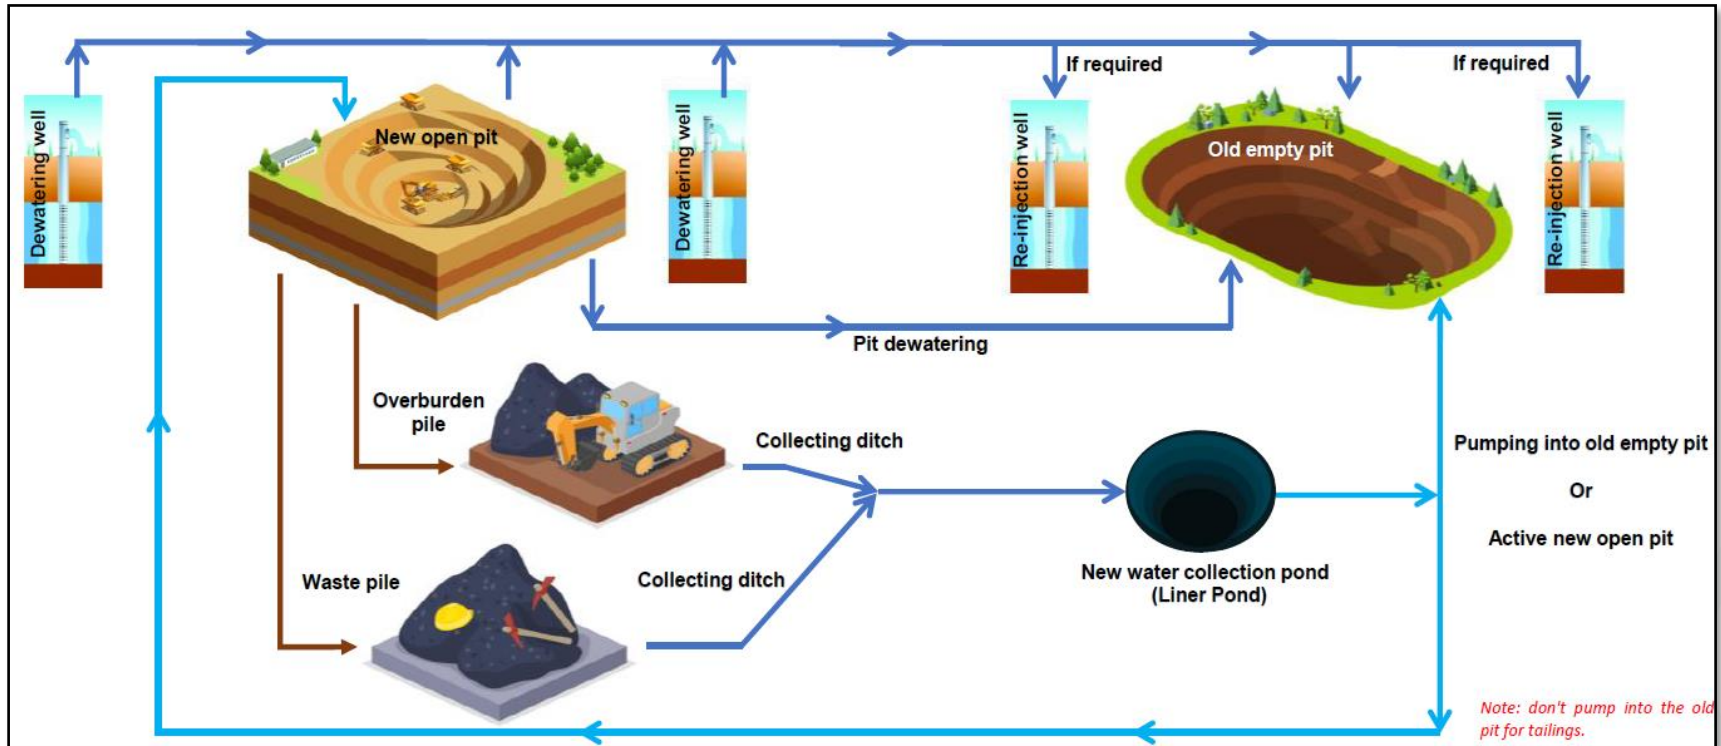 If required
If required
Dewatering well
New open pit
Dewatering well
Re-injection well
Old empty pit
Re-injection well
Pit dewatering
Overburden
pile
Collecting ditch
Pumping into old empty pit
Or
Active new open pit
Waste pile
Collecting ditch
New water collection pond
(Liner Pond)
Note: don't pump into the old
pit for tailings.